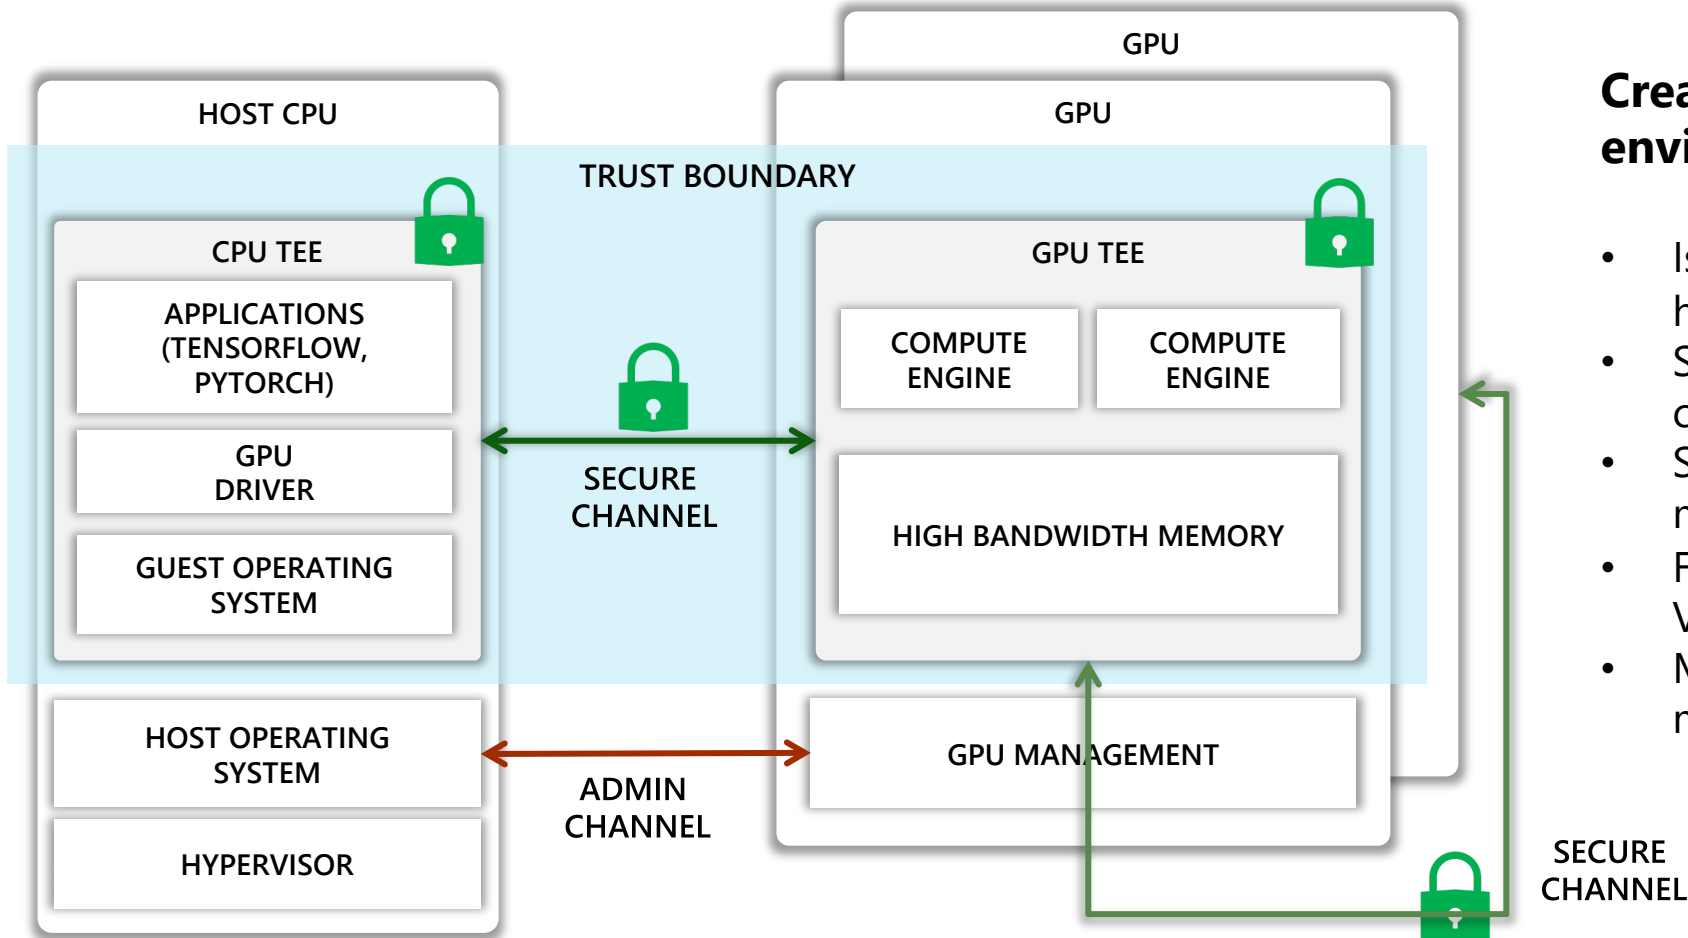 GPU
HOST CPU
GPU
TRUST BOUNDARY
CPU TEE
APPLICATIONS
(TENSORFLOW,
PYTORCH)
GPU
DRIVER
GUEST OPERATING
SYSTEM
SECURE
CHANNEL
GPU TEE
COMPUTE
ENGINE
COMPUTE
ENGINE
HIGH BANDWIDTH MEMORY
HOST OPERATING
SYSTEM
HYPERVISOR
ADMIN
CHANNEL
GPU MANAGEMENT
SECURE
CHANNEL